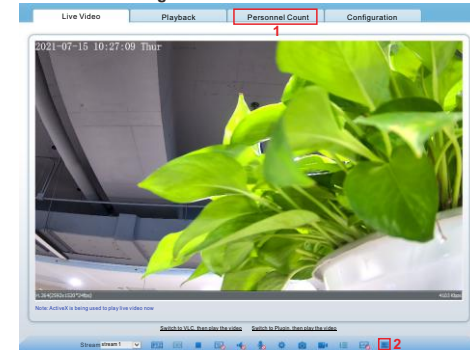 Live Video Playback Personnel Count Configuration
1
2021-07-15 10:27:09 Thur
Note: ActiveX is being used to play live video now
Switch to VLC, then play the video Switch to Plugin, then play the video
Stream stream 1
2